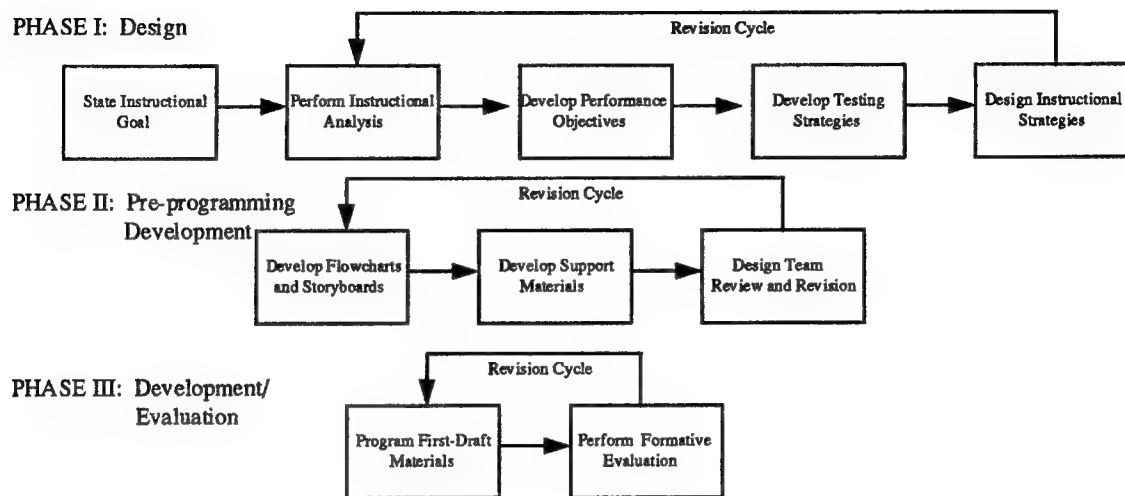 PHASE I: Design
Revision Cycle
State Instructional
Goal
Perform Instructional
Analysis
Develop Performance
Objectives
Develop Testing
Strategies
Design Instructional
Strategies
PHASE II: Pre-programming
Development
Revision Cycle
Develop Flowcharts
and Storyboards
Develop Support
Materials
Design Team
Review and Revision
PHASE III: Development/
Evaluation
Revision Cycle
Program First-Draft
Materials
Perform Formative
Evaluation